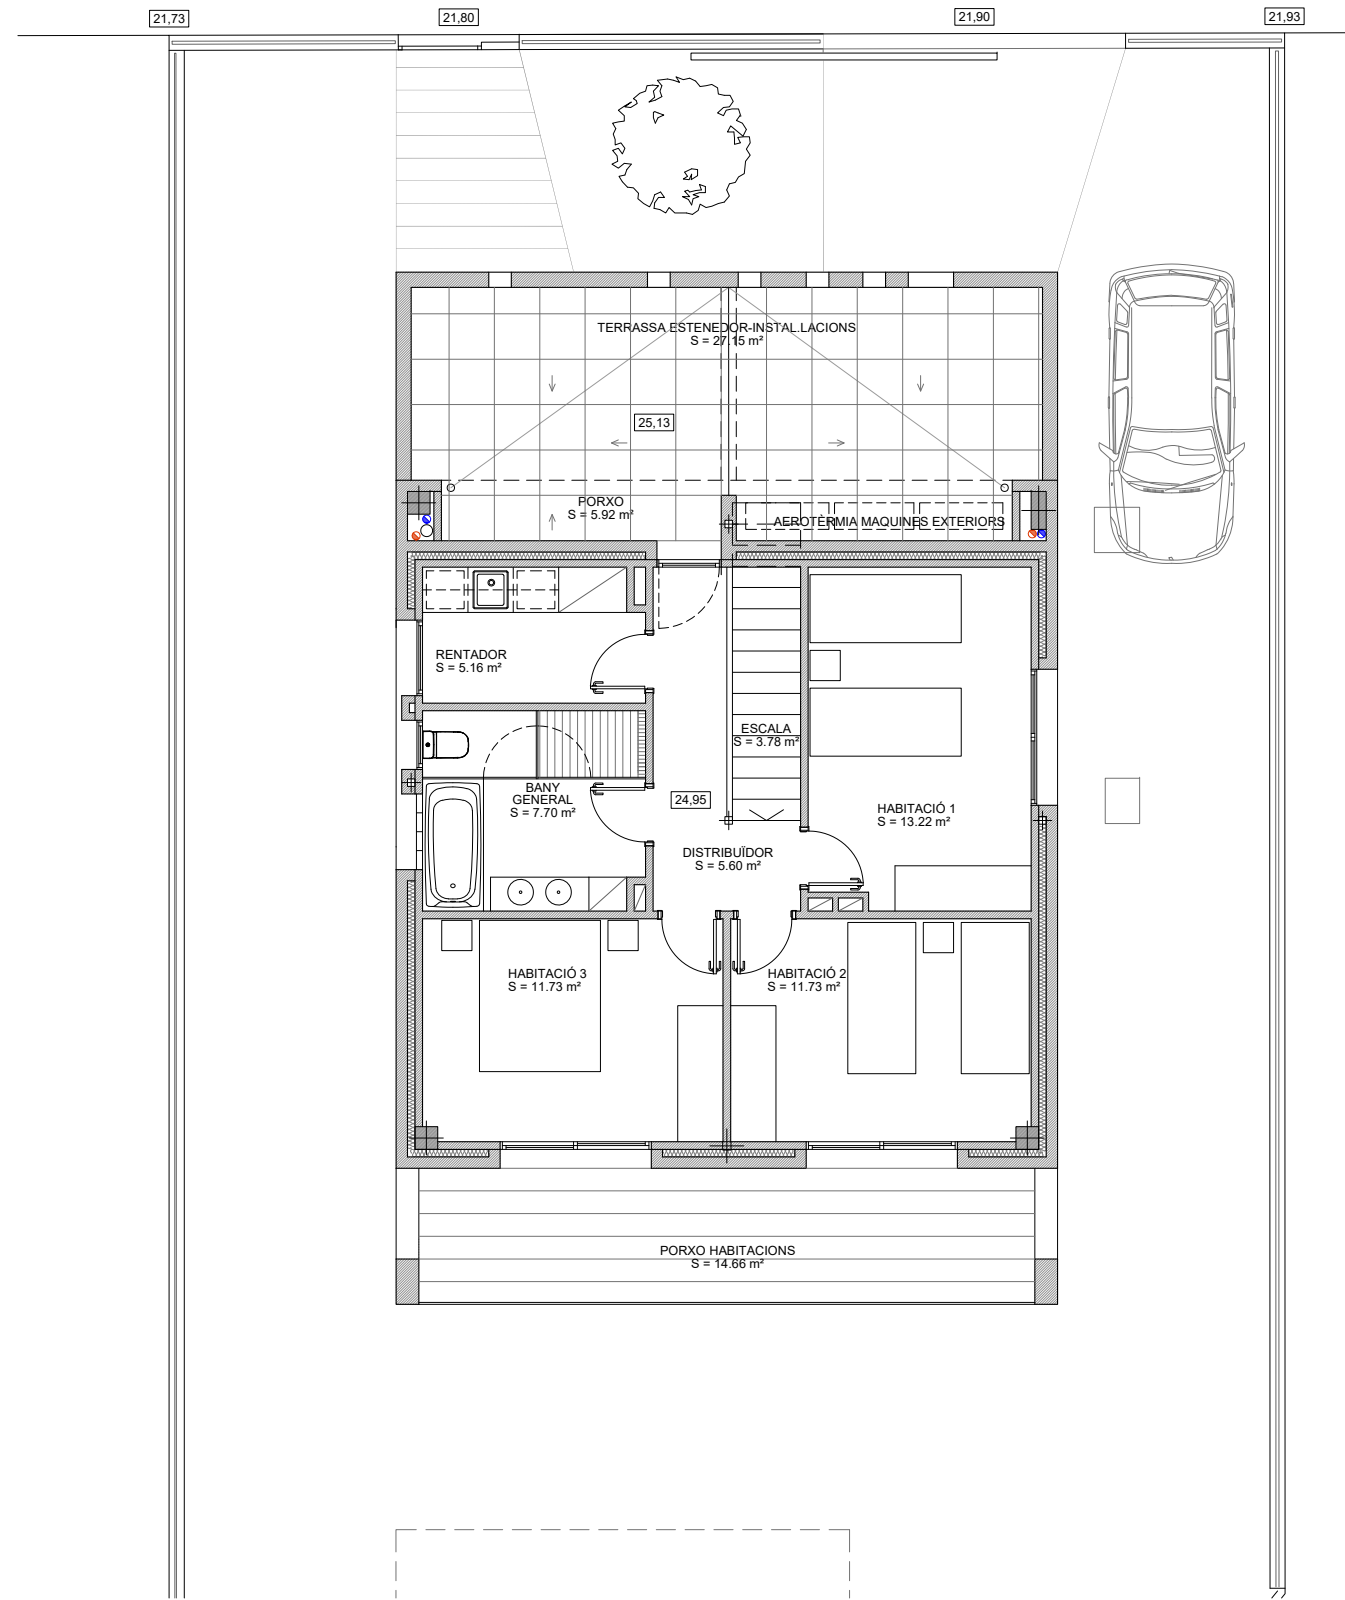 21,73
21,80
21,90
21,93
TERRASSA ESTENEDOR-INSTAL.LACIONS
S = 27.15 m²
25,13
PORXO
S = 5.92 m²
AEROTÈRMIA MAQUINES EXTERIORS
RENTADOR
S = 5.16 m²
ESCALA
S = 3.78 m²
BANY
GENERAL
S = 7.70 m²
24,95
HABITACIÓ 1
S = 13.22 m²
DISTRIBUÏDOR
S = 5.60 m²
HABITACIÓ 3
S = 11.73 m²
HABITACIÓ 2
S = 11.73 m²
PORXO HABITACIONS
S = 14.66 m²